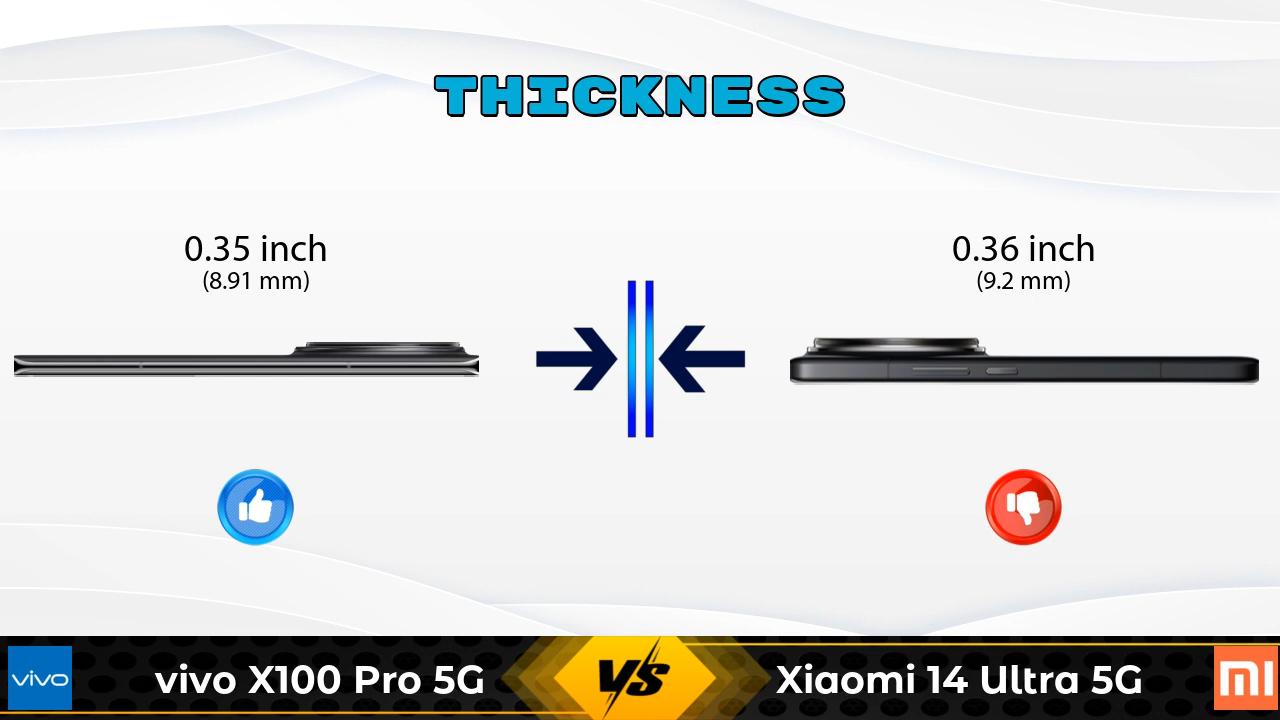 THICKNESS
0.35 inch
(8.91 mm)
0.36 inch
(9.2 mm)
vivo
vivo X100 Pro 5G
VS
Xiaomi 14 Ultra 5G
mi